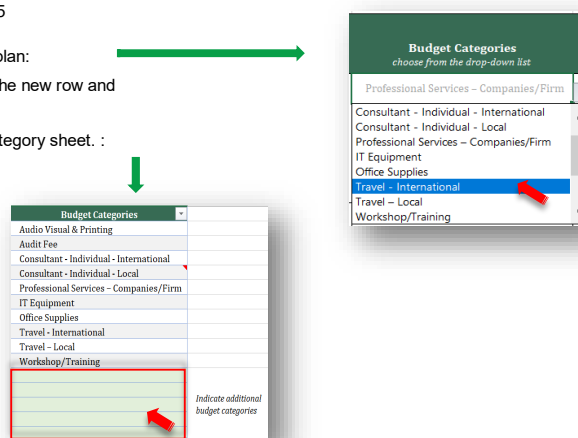 5
plan:
he new row and
tegory sheet. :
Budget Categories
choose from the drop-down list
Professional Services – Companies/Firm
Consultant - Individual - International
Consultant - Individual - Local
Professional Services – Companies/Firm
IT Equipment
Office Supplies
Travel - International
Travel – Local
Workshop/Training
Budget Categories
Audio Visual & Printing
Audit Fee
Consultant - Individual - International
Consultant - Individual - Local
Professional Services – Companies/Firm
IT Equipment
Office Supplies
Travel - International
Travel – Local
Workshop/Training
Indicate additional
budget categories